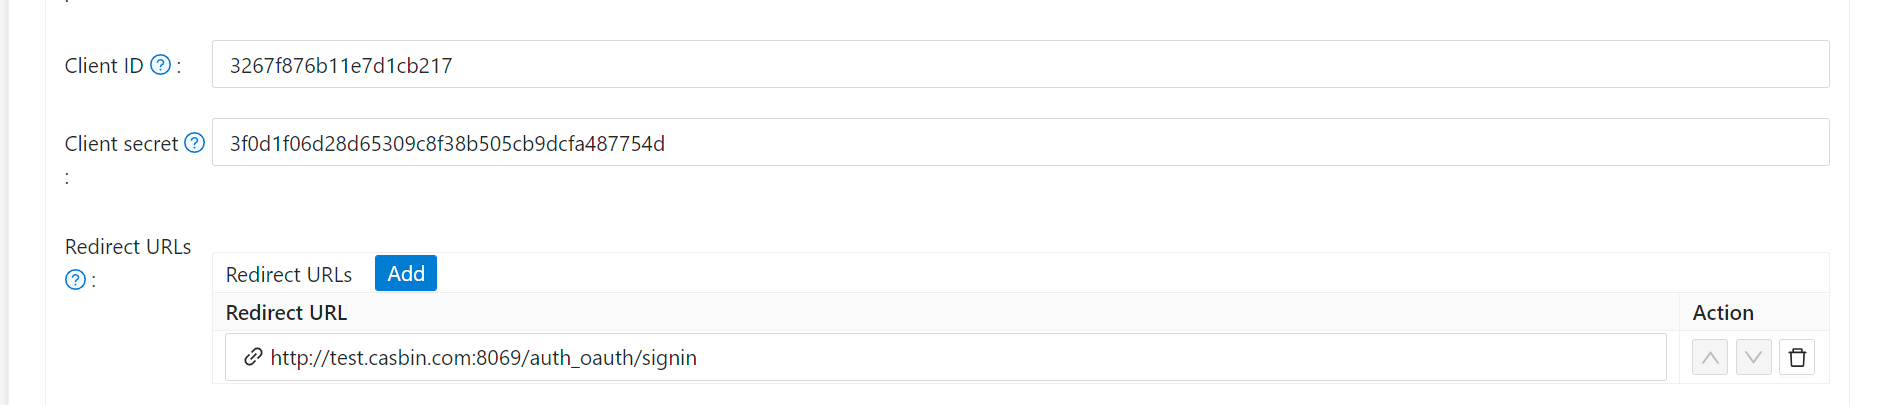 Client ID ? :
3267f876b11e7d1cb217
Client secret ?
:
3f0d1f06d28d65309c8f38b505cb9dcfa487754d
Redirect URLs
? :
Redirect URLs Add
Redirect URL Action
http://test.casbin.com:8069/auth_oauth/signin